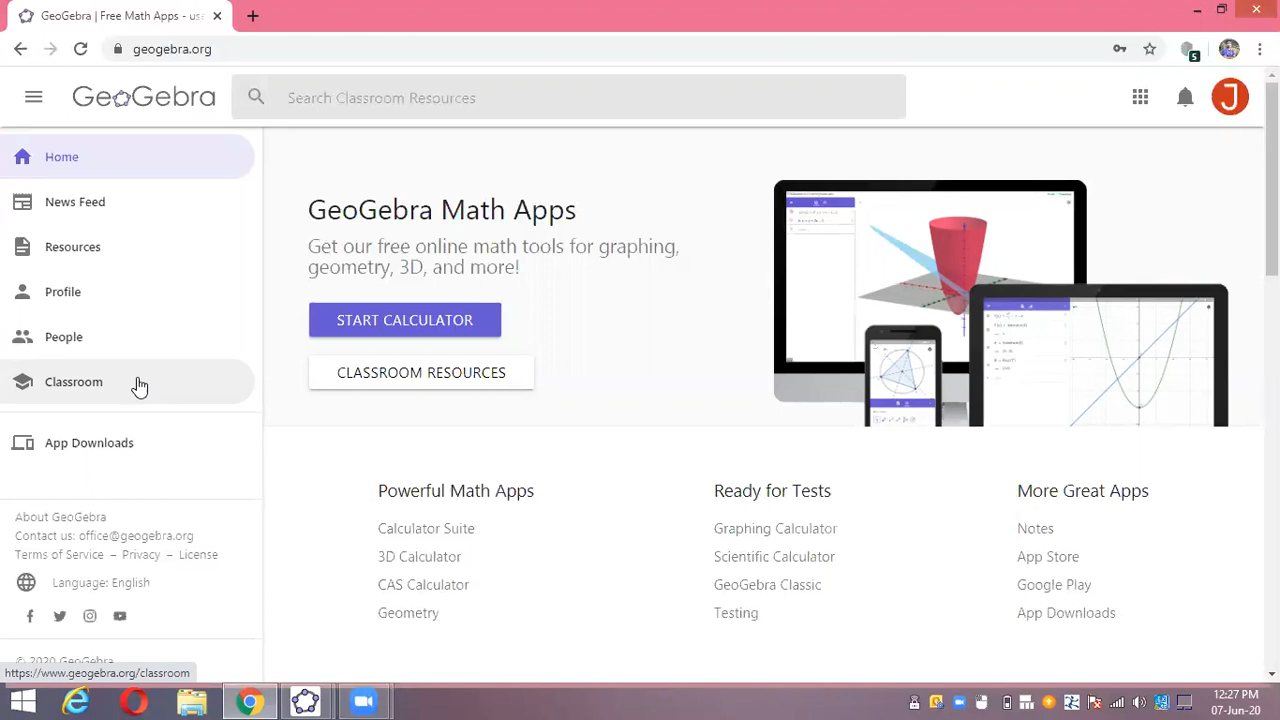 GeoGebra | Free Math Apps - use
geogebra.org
S
GeoGebra
Search Classroom Resources
J
Home
News Feed
Resources
Profile
People
Classroom
App Downloads
About GeoGebra
Contact us: office@geogebra.org
Terms of Service – Privacy – License
Language: English
© 2020 GeoGebra
https://www.geogebra.org/classroom
GeoGebra Math Apps
Get our free online math tools for graphing,
geometry, 3D, and more!
START CALCULATOR
CLASSROOM RESOURCES
Powerful Math Apps
Calculator Suite
3D Calculator
CAS Calculator
Geometry
Ready for Tests
Graphing Calculator
Scientific Calculator
GeoGebra Classic
Testing
More Great Apps
Notes
App Store
Google Play
App Downloads
12:27 PM
07-Jun-20